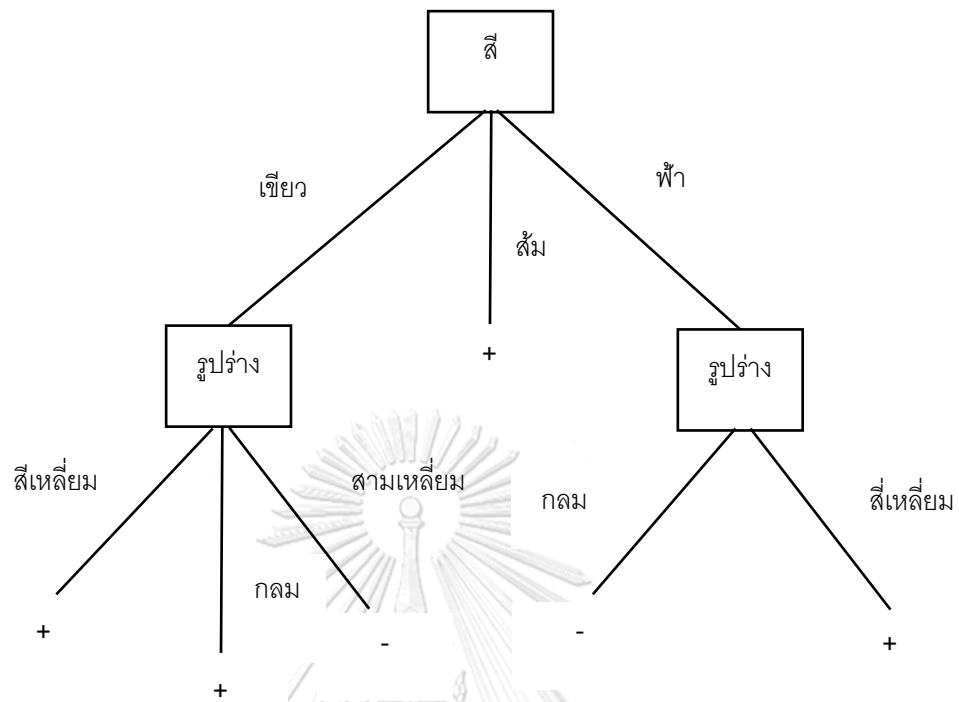 สี
เขียว
ฟ้า
ส้ม
รูปร่าง
+
รูปร่าง
สีเหลี่ยม
สามเหลี่ยม
กลม
สี่เหลี่ยม
กลม
+
-
-
+
+